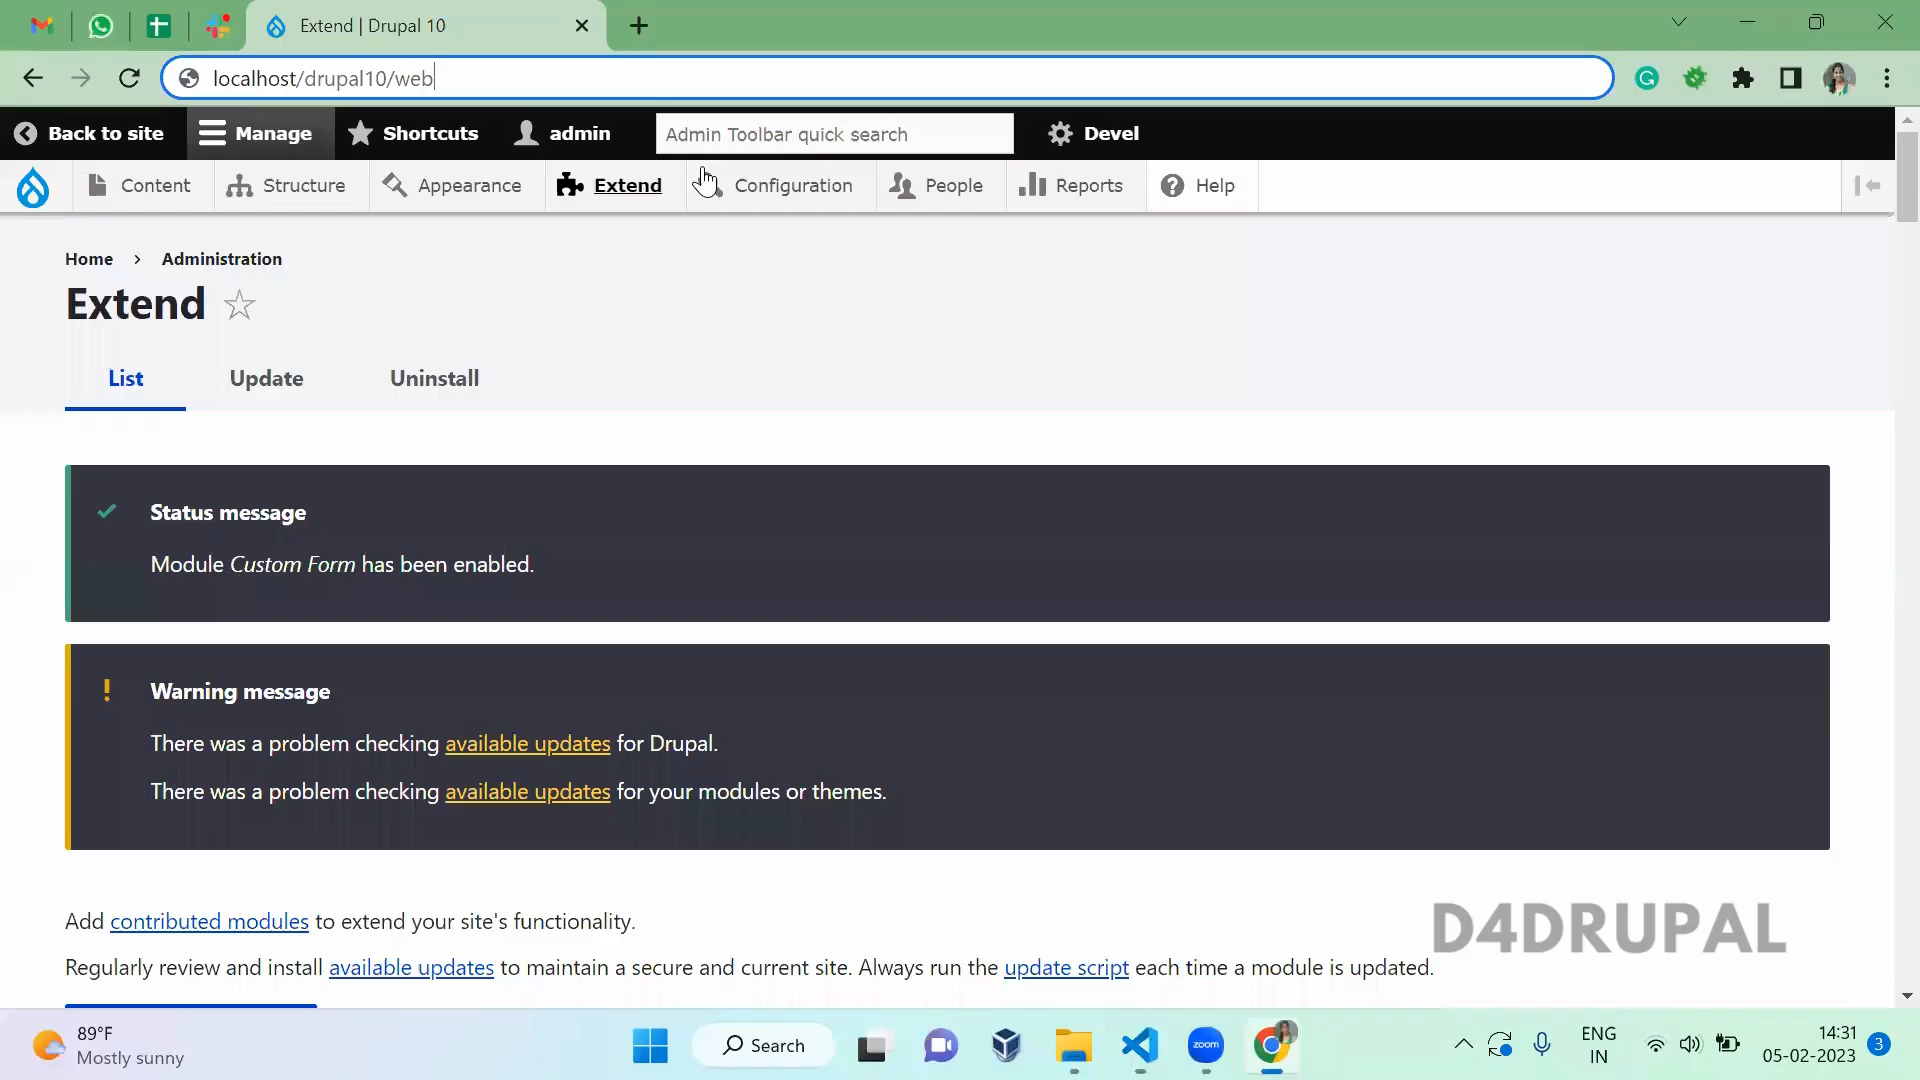 Extend | Drupal 10
localhost/drupal10/web
Back to site Manage Shortcuts admin Admin Toolbar quick search Devel
Content Structure Appearance Extend Configuration People Reports Help
Home › Administration
Extend
List Update Uninstall
Status message
Module Custom Form has been enabled.
Warning message
There was a problem checking available updates for Drupal.
There was a problem checking available updates for your modules or themes.
Add contributed modules to extend your site's functionality.
D4DRUPAL
Regularly review and install available updates to maintain a secure and current site. Always run the update script each time a module is updated.
89°F
Mostly sunny
Search
zoom
ENG
IN
14:31
05-02-2023
3